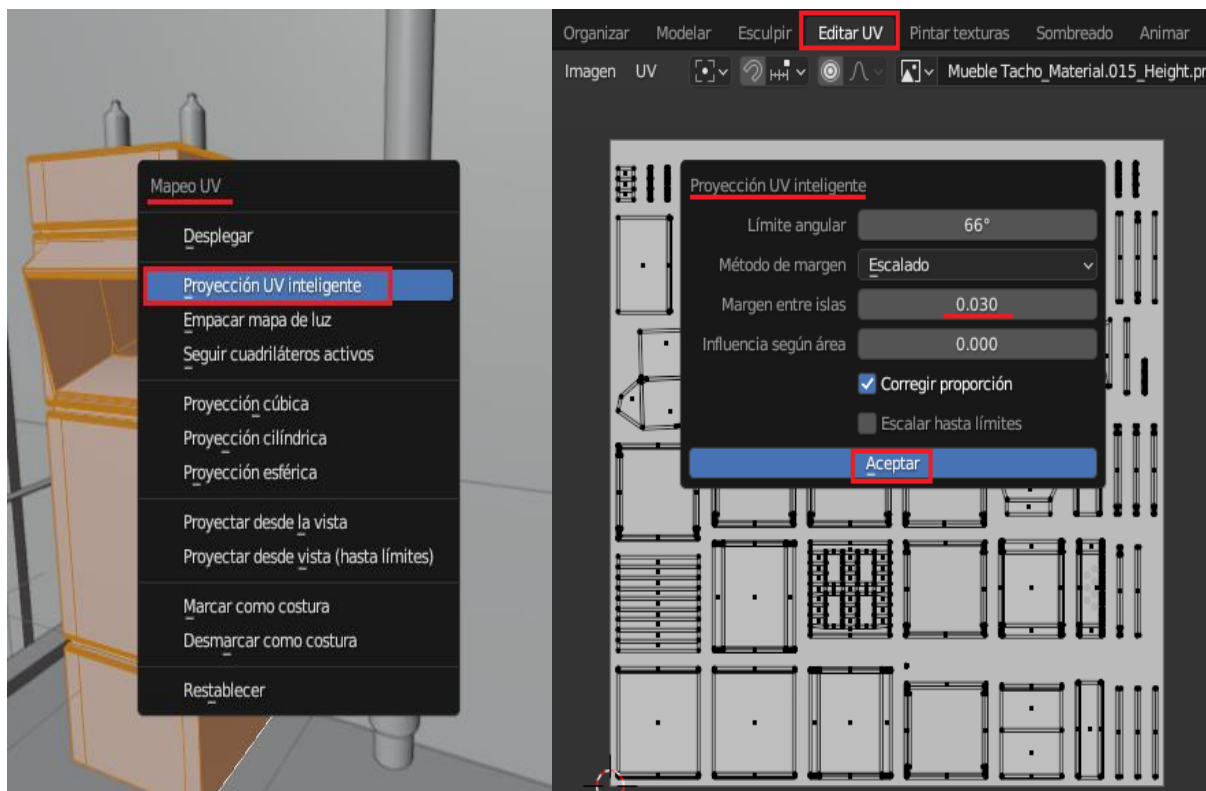 Mapeo UV
Desplegar
Proyección UV inteligente
Empacar mapa de luz
Seguir cuadriláteros activos
Proyección cúbica
Proyección cilíndrica
Proyección esférica
Proyectar desde la vista
Proyectar desde vista (hasta límites)
Marcar como costura
Desmarcar como costura
Restablecer
Organizar Modelar Esculpir Editar UV Pintar texturas Sombreado Animar
Imagen UV Mueble Tacho_Material.015_Height.pr
Proyección UV inteligente
Límite angular 66°
Método de margen Escalado
Margen entre islas 0.030
Influencia según área 0.000
Corregir proporción
Escalar hasta límites
Aceptar